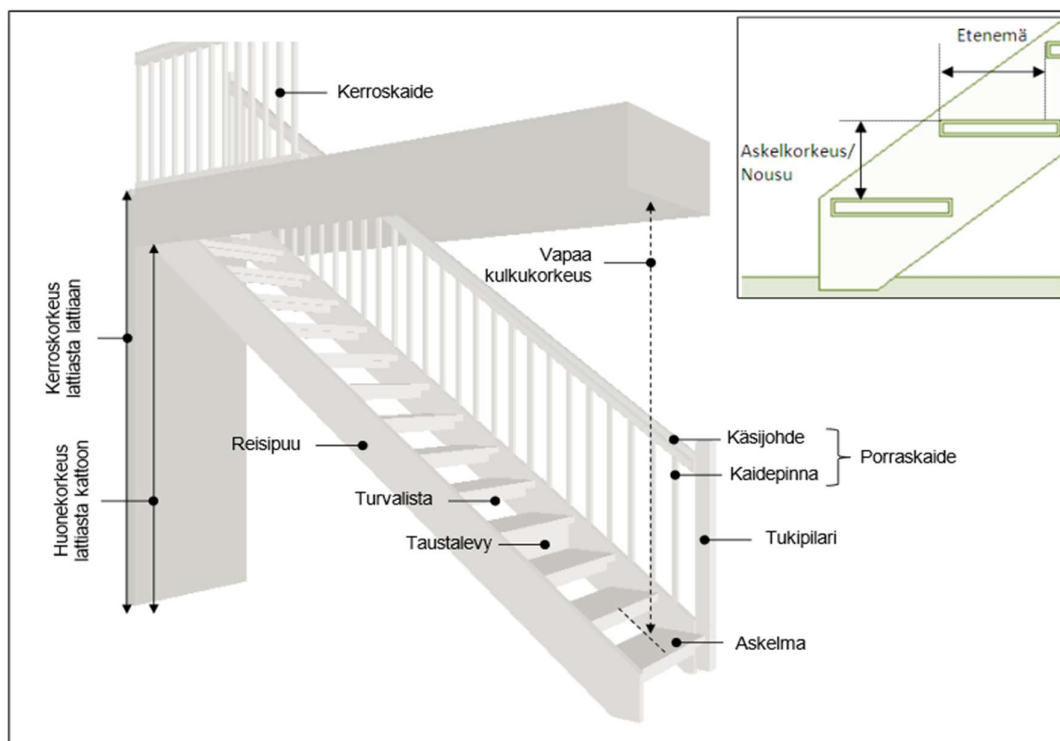 Kerroskaide
Etenemä
Askelkorkeus/
Nousu
Vapaa
kulkukorkeus
Kerroskorkeus
lattiasta lattiaan
Huonekorkeus
lattiasta kattoon
Reisipuu
Turvalista
Taustalevy
Käsijohde
Kaidepinna
Porraskaide
Tukipilari
Askelma